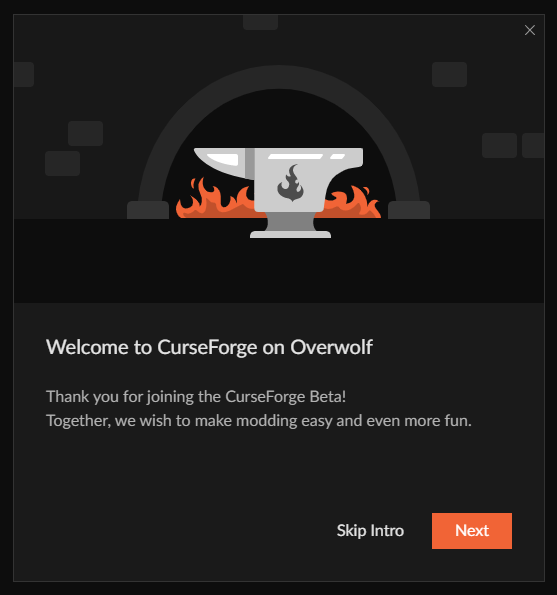 Welcome to CurseForge on Overwolf
Thank you for joining the CurseForge Beta!
Together, we wish to make modding easy and even more fun.
Skip Intro
Next